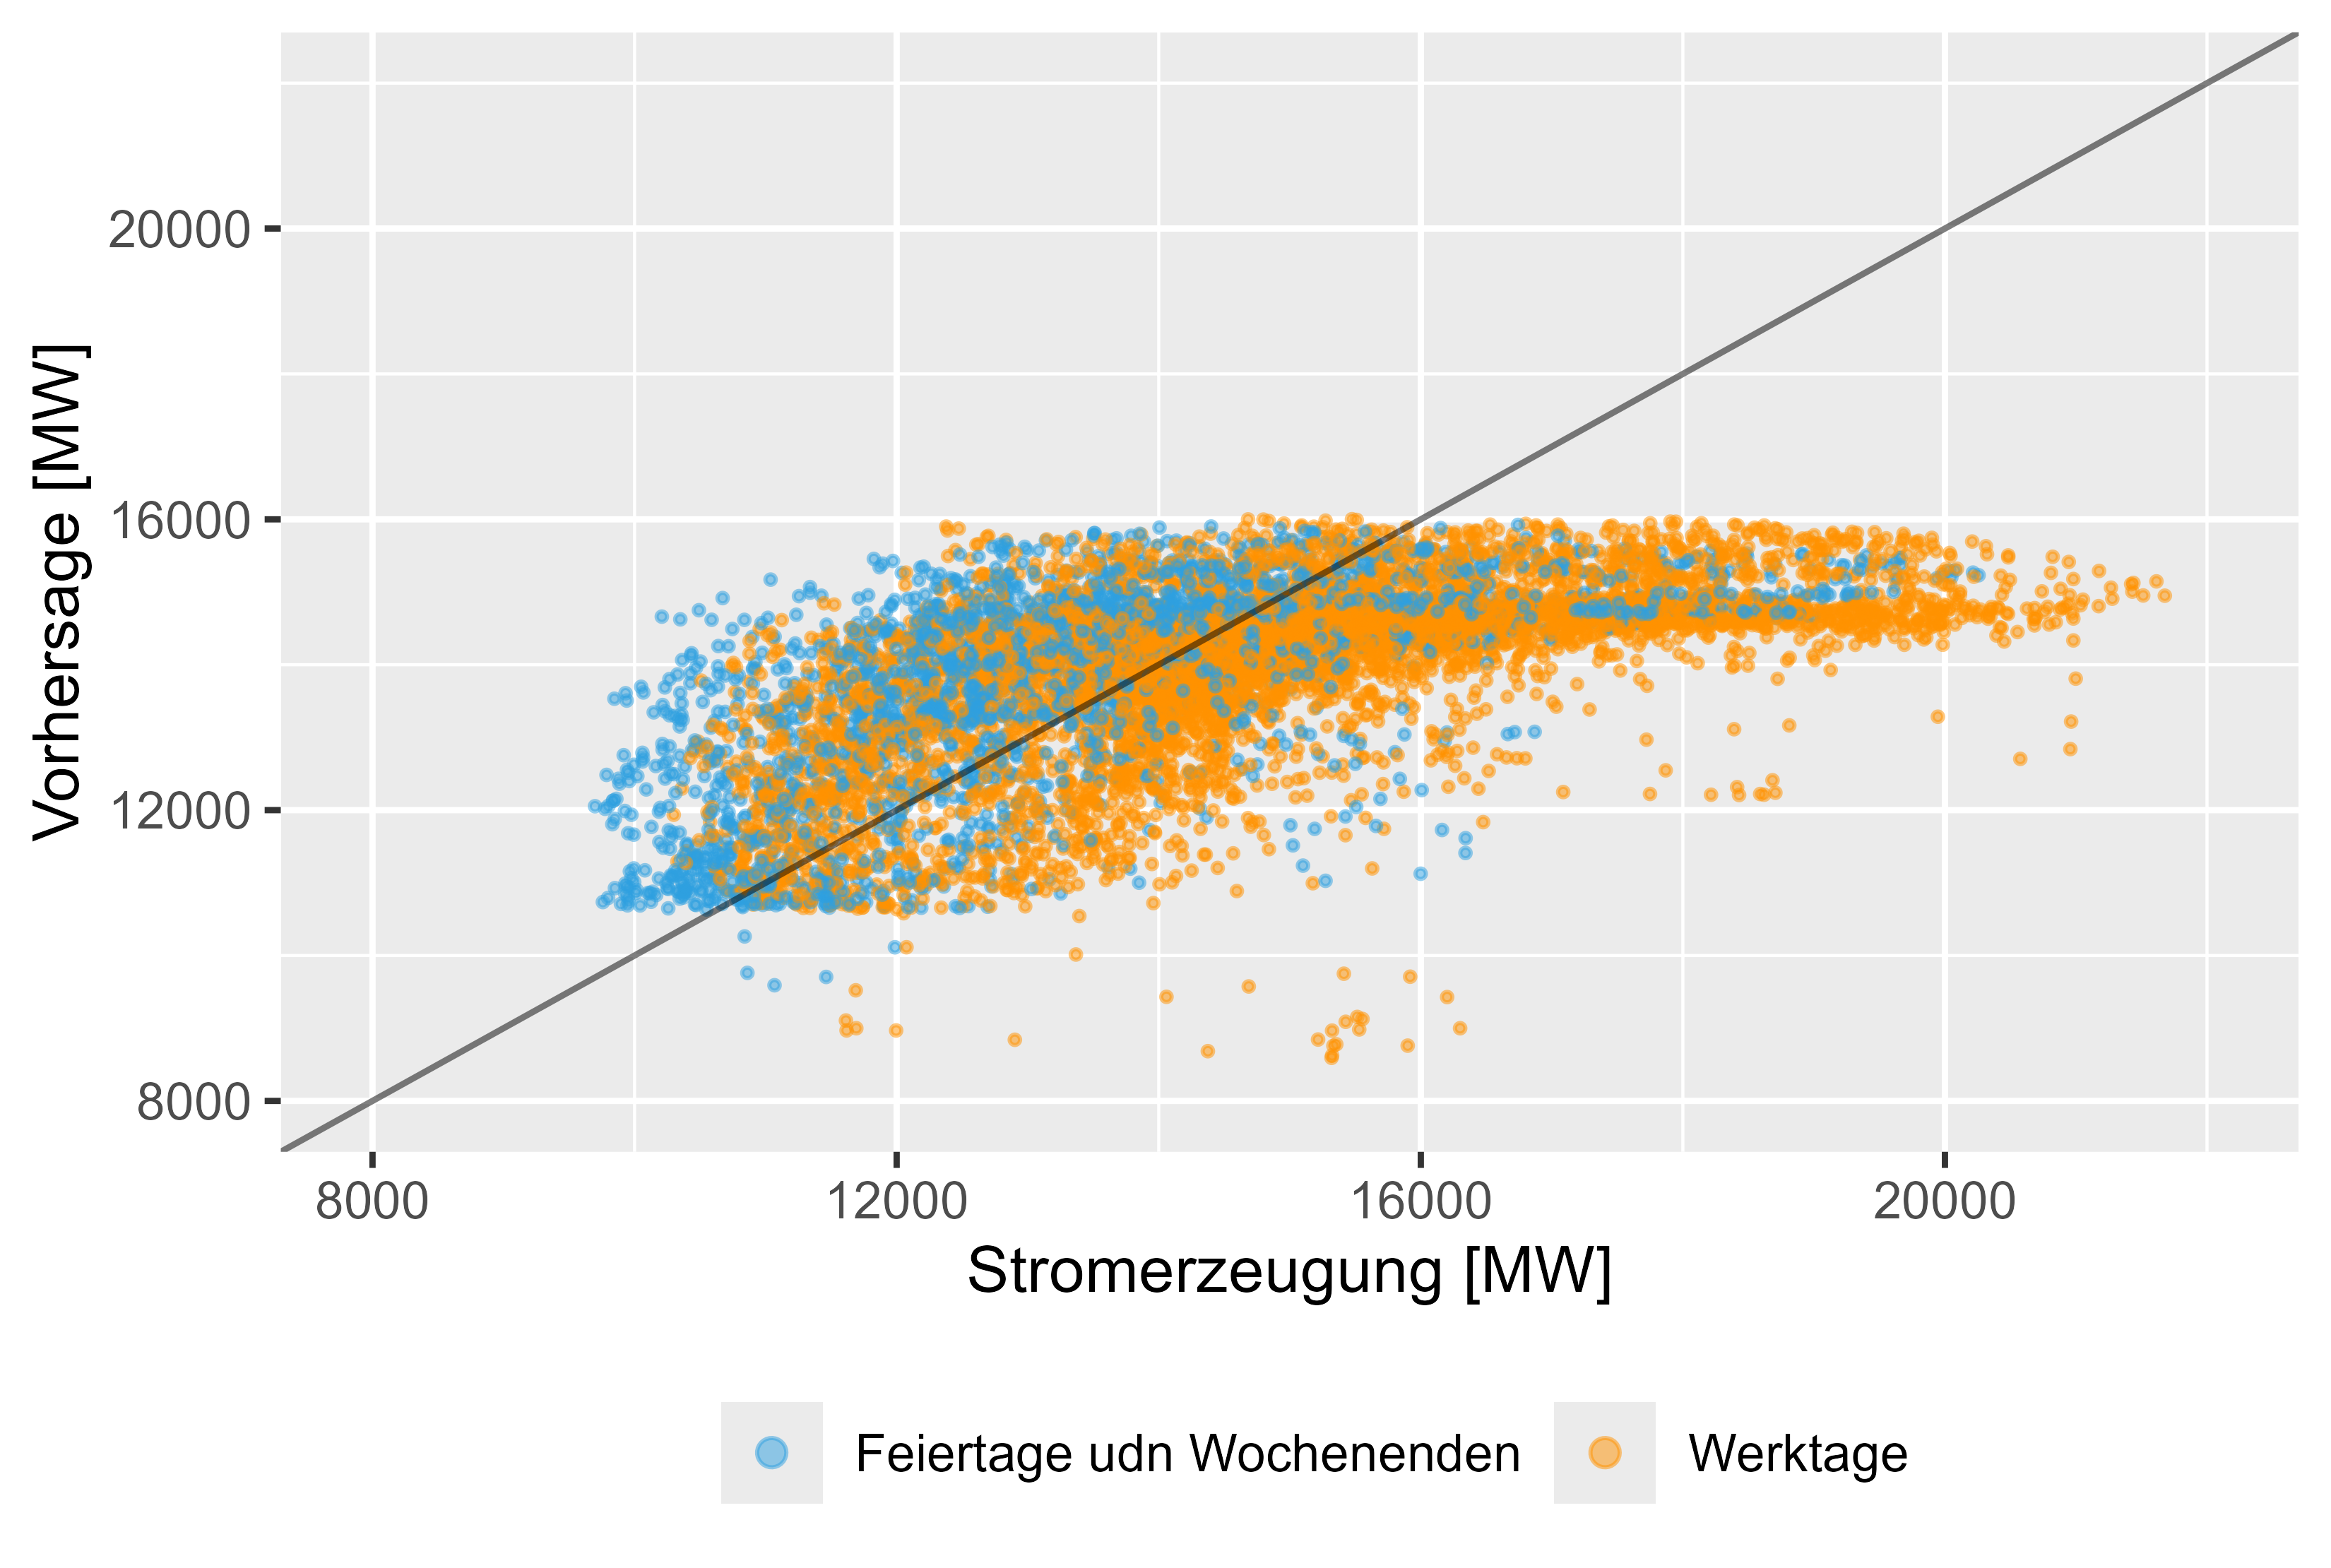 Vorhersage [MW]
20000
16000
12000
8000
8000 12000 16000 20000
Stromerzeugung [MW]
Feiertage udn Wochenenden Werktage